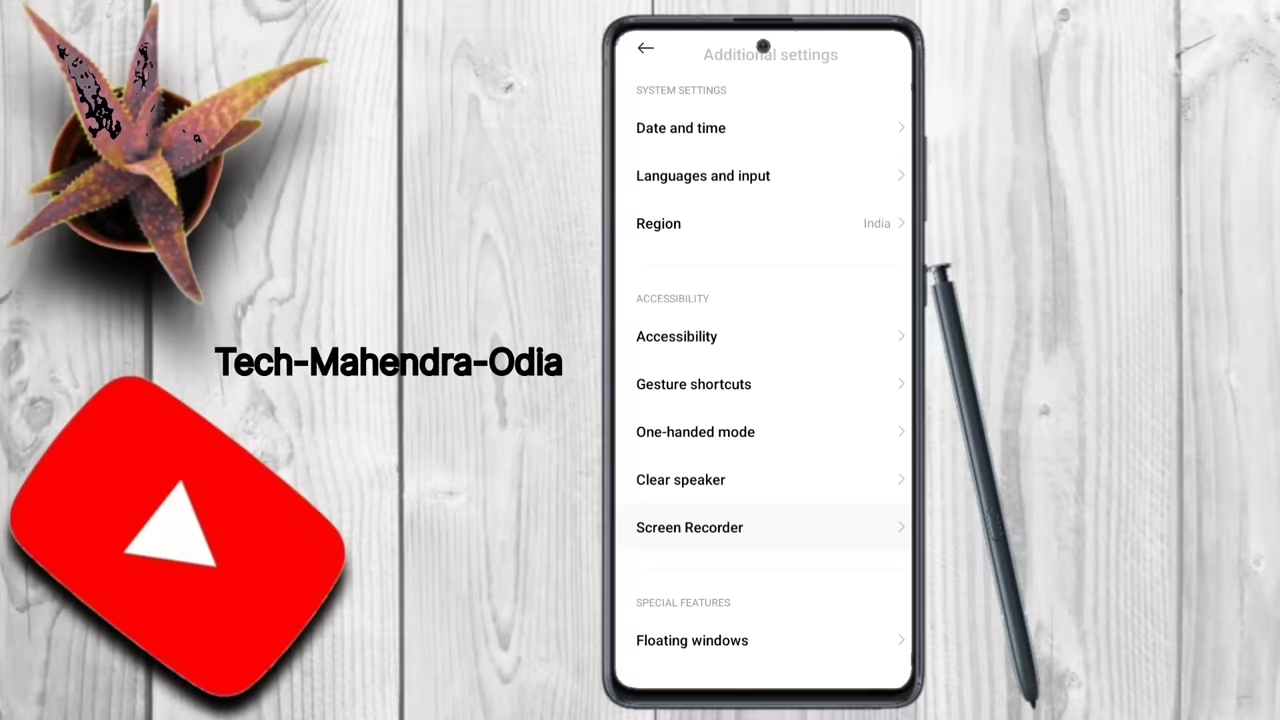 Additional settings
SYSTEM SETTINGS
Date and time
Languages and input
Region India
ACCESSIBILITY
Accessibility
Gesture shortcuts
One-handed mode
Clear speaker
Screen Recorder
SPECIAL FEATURES
Floating windows
Tech-Mahendra-Odia